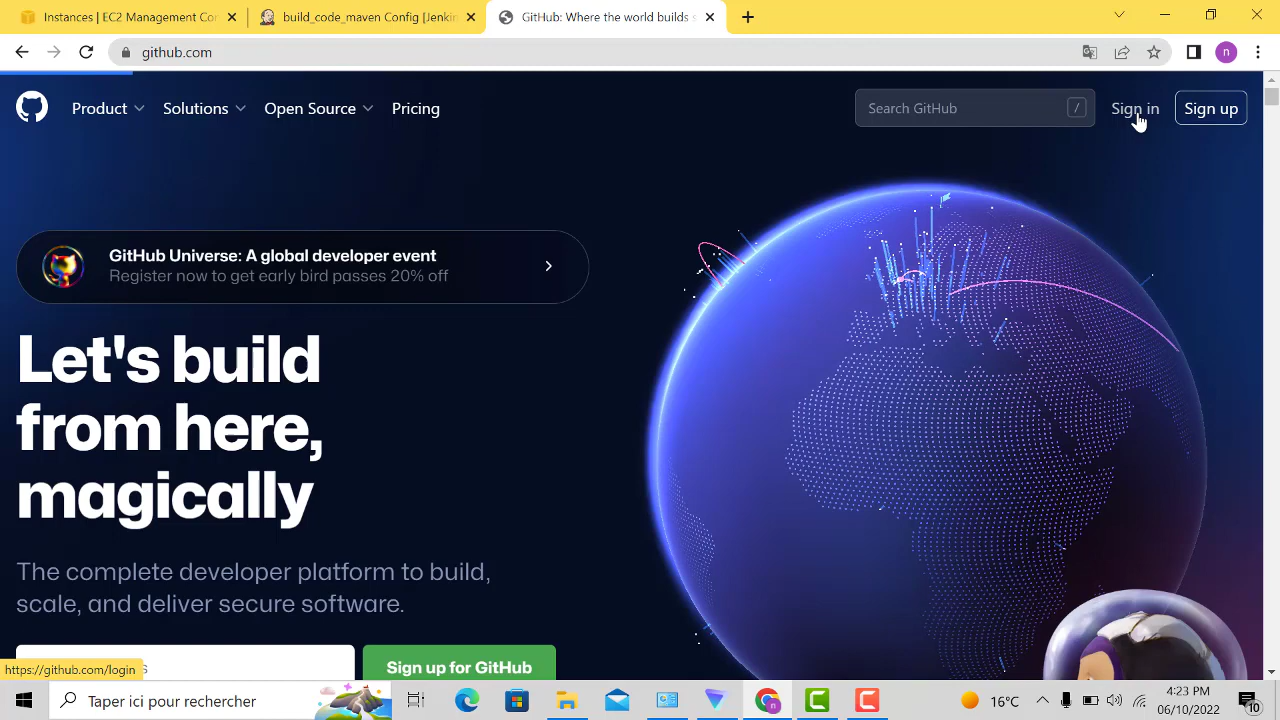 Instances | EC2 Management Con
build_code_maven Config [Jenkin
GitHub: Where the world builds s
github.com
n
Product
Solutions
Open Source
Pricing
Search GitHub
/
Sign in
Sign up
GitHub Universe: A global developer event
Register now to get early bird passes 20% off
Let's build
from here,
magically
The complete developer platform to build,
scale, and deliver secure software.
Sign up for GitHub
https://github.com/login
Taper ici pour rechercher
16°C
4:23 PM
06/10/2022
10